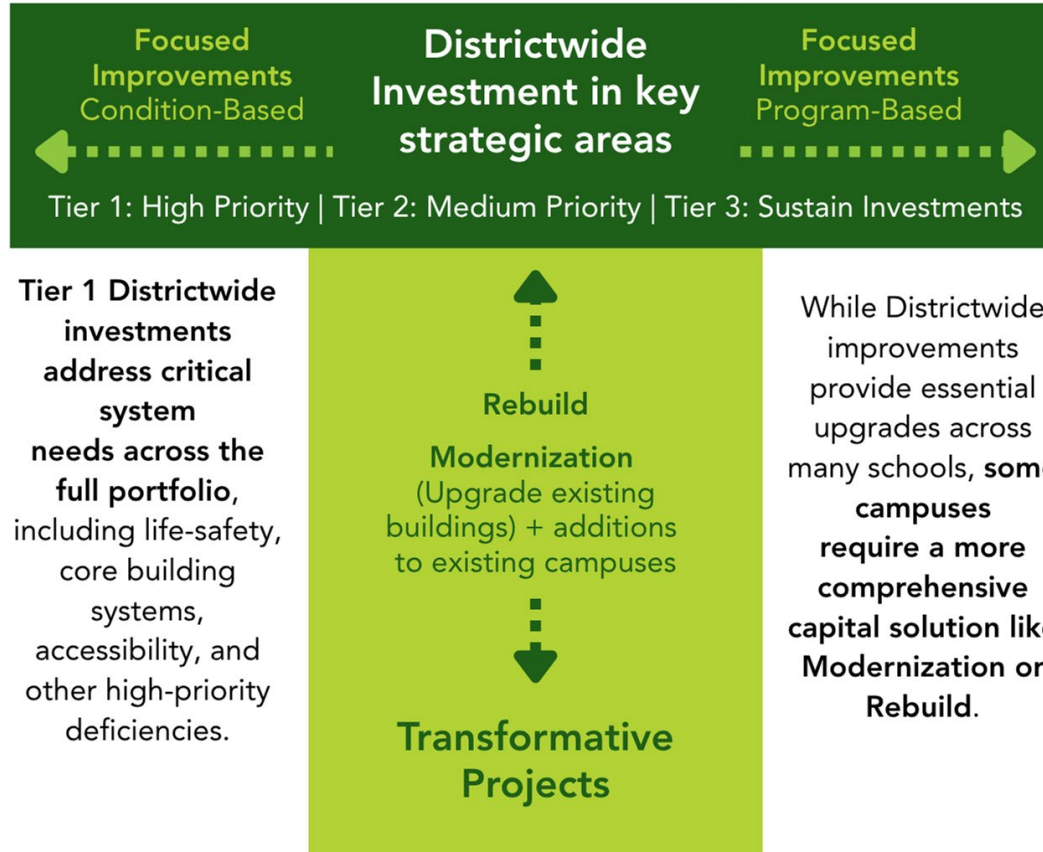 Focused
Improvements
Condition-Based
Districtwide
Investment in key
strategic areas
Focused
Improvements
Program-Based
Tier 1: High Priority | Tier 2: Medium Priority | Tier 3: Sustain Investments
Tier 1 Districtwide
investments
address critical
system
needs across the
full portfolio,
including life-safety,
core building
systems,
accessibility, and
other high-priority
deficiencies.
Rebuild
Modernization
(Upgrade existing
buildings) + additions
to existing campuses
Transformative
Projects
While Districtwide
improvements
provide essential
upgrades across
many schools, some
campuses
require a more
comprehensive
capital solution like
Modernization or
Rebuild.